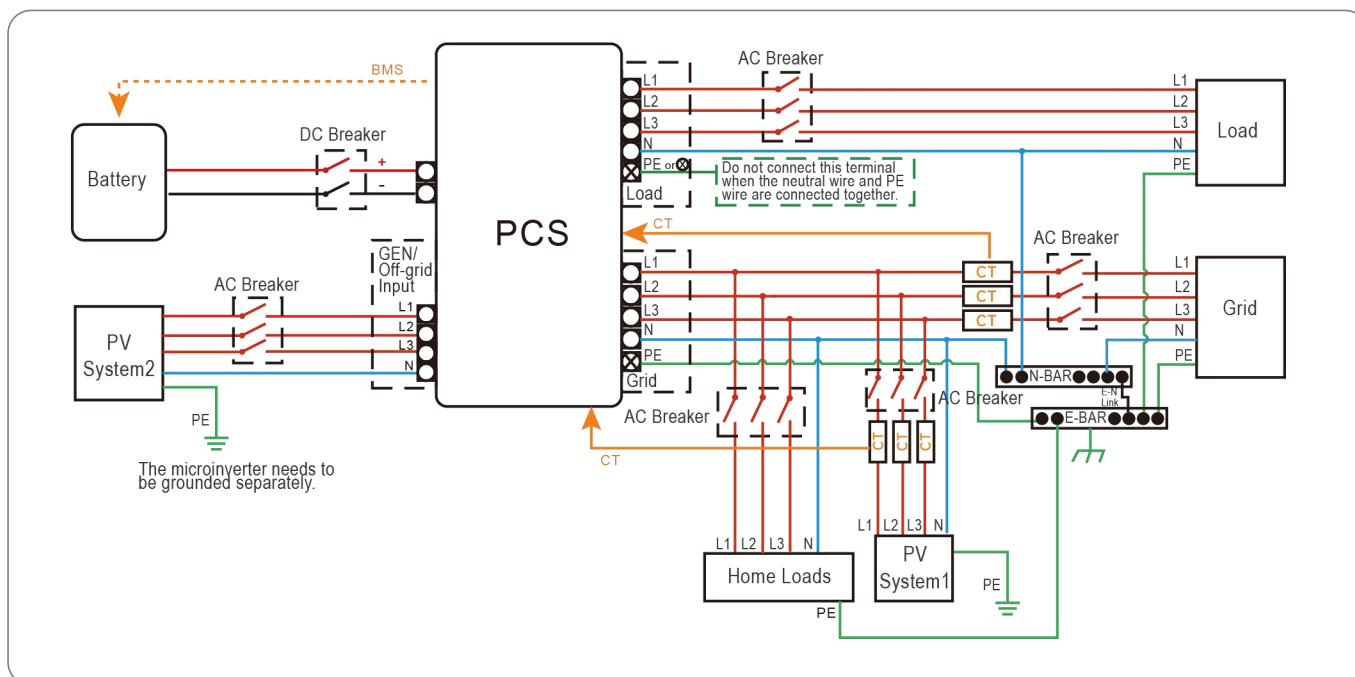 BMS
Battery
DC Breaker
+
-
PCS
AC Breaker
L1
L2
L3
N
PE or
Load
Do not connect this terminal
when the neutral wire and PE
wire are connected together.
L1
L2
L3
N
PE
Load
CT
GEN/
Off-grid
Input
L1
L2
L3
N
AC Breaker
PV
System2
PE
The microinverter needs to
be grounded separately.
L1
L2
L3
N
PE
Grid
CT
CT
CT
AC Breaker
L1
L2
L3
N
PE
Grid
N-BAR
E-N
Link
E-BAR
AC Breaker
AC Breaker
CT
CT
CT
CT
L1 L2 L3 N
Home Loads
PE
L1 L2 L3 N
PV
System1
PE